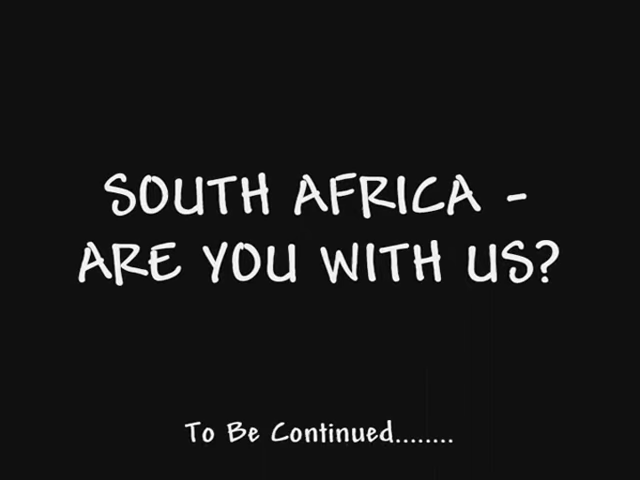 SOUTH AFRICA -
ARE YOU WITH US?
To Be Continued........